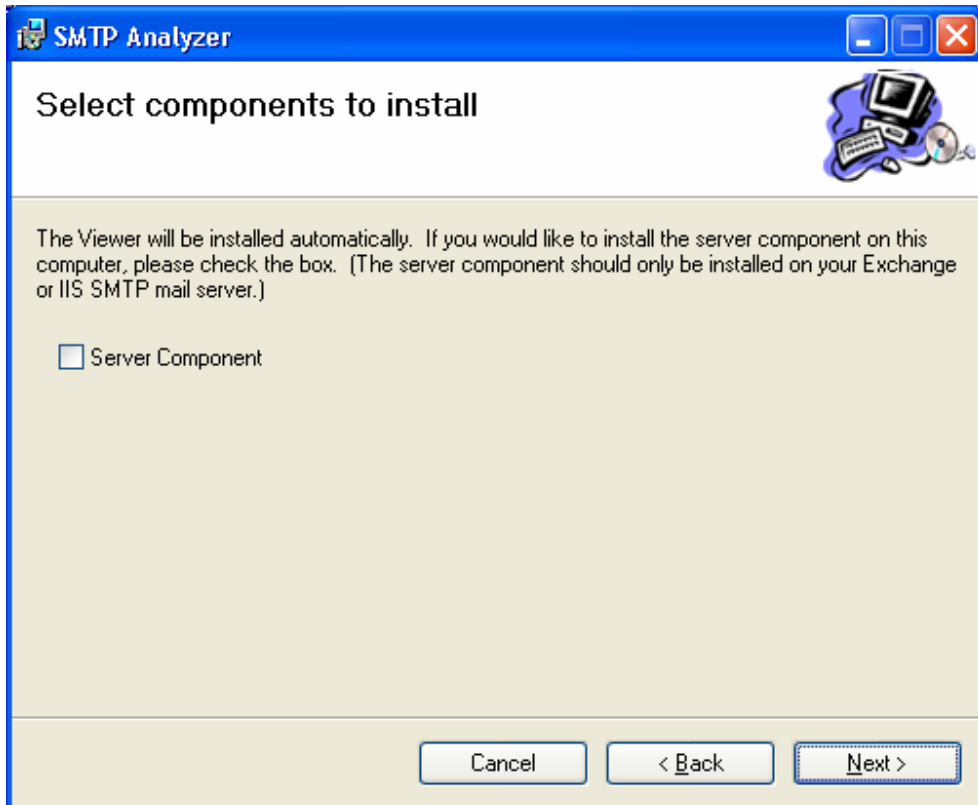 SMTP Analyzer
Select components to install
The Viewer will be installed automatically.  If you would like to install the server component on this
computer, please check the box.  (The server component should only be installed on your Exchange
or IIS SMTP mail server.)
Server Component
Cancel
< Back
Next >